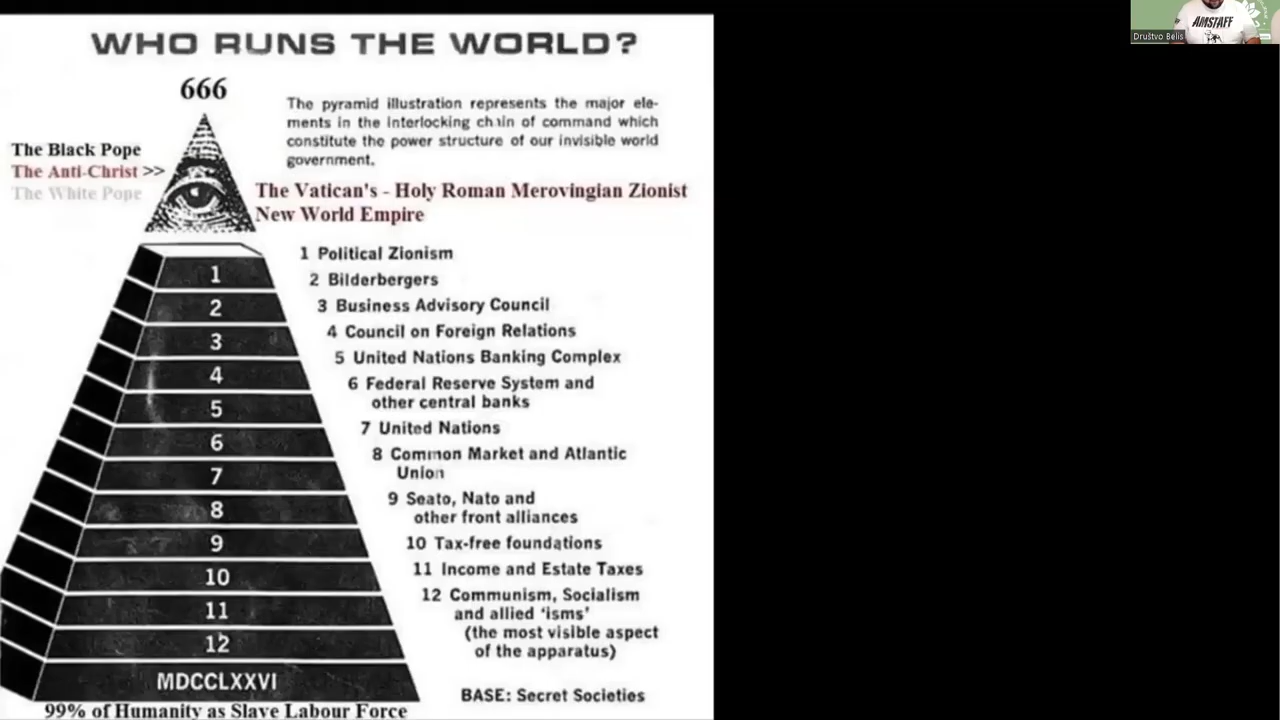 WHO RUNS THE WORLD?
666
The pyramid illustration represents the major ele-
ments in the interlocking chain of command which
constitute the power structure of our invisible world
government.
The Black Pope
The Anti-Christ >>
The White Pope
The Vatican's - Holy Roman Merovingian Zionist
New World Empire
1 Political Zionism
2 Bilderbergers
3 Business Advisory Council
4 Council on Foreign Relations
5 United Nations Banking Complex
6 Federal Reserve System and
other central banks
7 United Nations
8 Common Market and Atlantic
Union
9 Seato, Nato and
other front alliances
10 Tax-free foundations
11 Income and Estate Taxes
12 Communism, Socialism
and allied 'isms'
(the most visible aspect
of the apparatus)
BASE: Secret Societies
1
2
3
4
5
6
7
8
9
10
11
12
MDCCLXXVI
99% of Humanity as Slave Labour Force
AMSTAFF
Društvo Belis